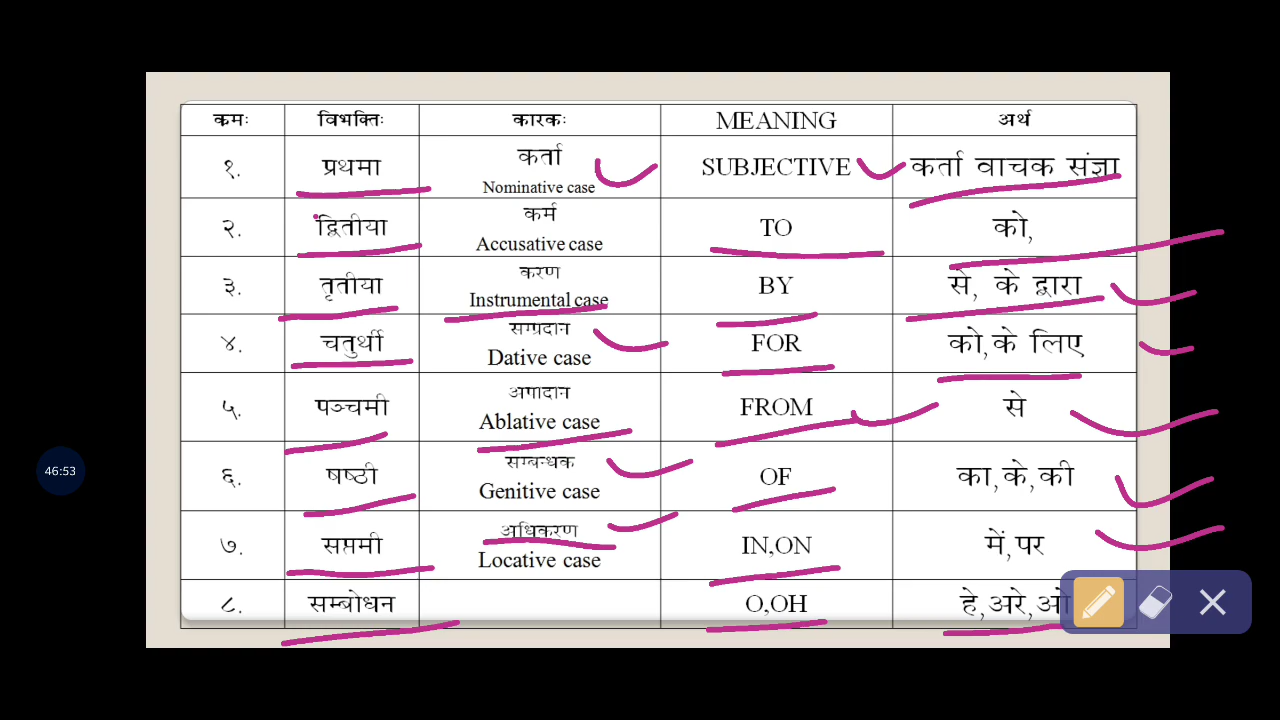 क्रमः विभक्तिः कारकः MEANING अर्थ
१. प्रथमा कर्ता SUBJECTIVE कर्ता वाचक संज्ञा
Nominative case
२. द्वितीया कर्म TO को,
Accusative case
३. तृतीया करण BY से, के द्वारा
Instrumental case
४. चतुर्थी सम्प्रदान FOR को,के लिए
Dative case
५. पञ्चमी अपादान FROM से
Ablative case
६. षष्ठी सम्बन्धक OF का,के,की
Genitive case
७. सप्तमी अधिकरण IN,ON में,पर
Locative case
८. सम्बोधन O,OH हे,अरे,ओ
46:53